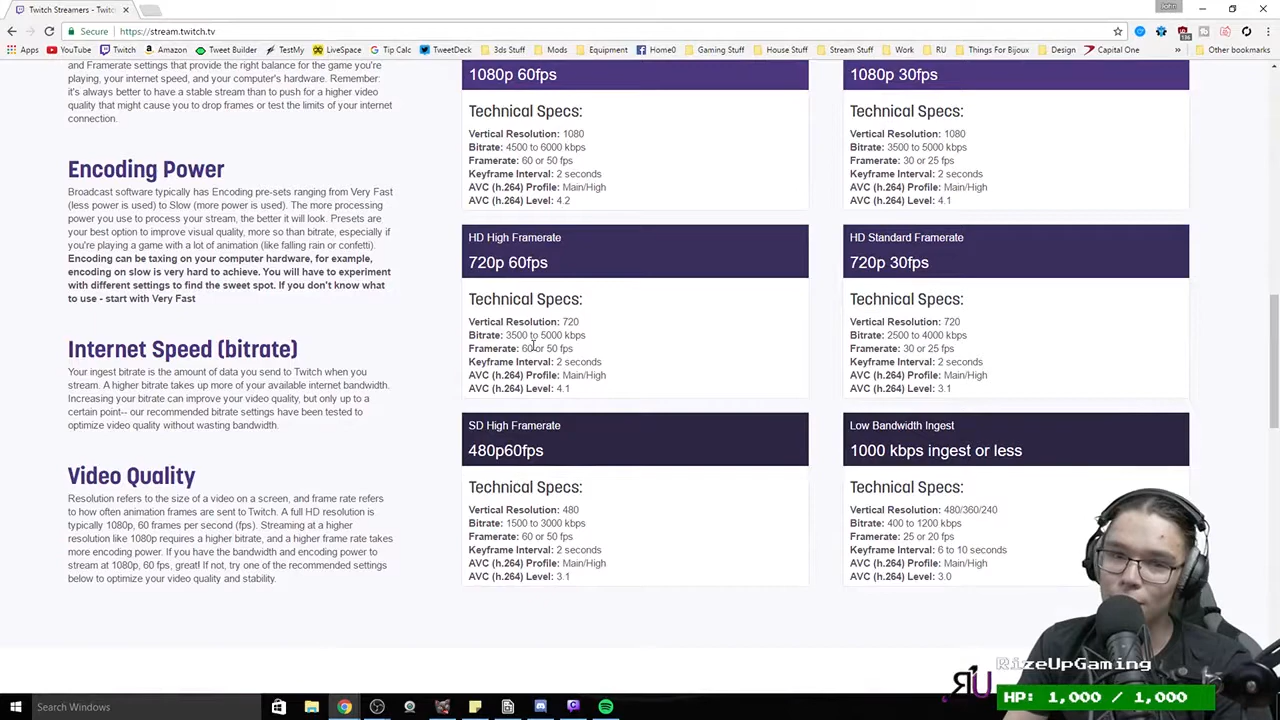 Twitch Streamers - Twitc
John
Secure | https://stream.twitch.tv
Apps YouTube Twitch Amazon Tweet Builder TestMy LiveSpace Tip Calc TweetDeck 3ds Stuff Mods Equipment Home0 Gaming Stuff House Stuff Stream Stuff Work RU Things For Bijoux Design Capital One » Other bookmarks
and Framerate settings that provide the right balance for the game you're
playing, your internet speed, and your computer's hardware. Remember:
it's always better to have a stable stream than to push for a higher video
quality that might cause you to drop frames or test the limits of your internet
connection.
Encoding Power
Broadcast software typically has Encoding pre-sets ranging from Very Fast
(less power is used) to Slow (more power is used). The more processing
power you use to process your stream, the better it will look. Presets are
your best option to improve visual quality, more so than bitrate, especially if
you're playing a game with a lot of animation (like falling rain or confetti).
Encoding can be taxing on your computer hardware, for example,
encoding on slow is very hard to achieve. You will have to experiment
with different settings to find the sweet spot. If you don't know what
to use - start with Very Fast
Internet Speed (bitrate)
Your ingest bitrate is the amount of data you send to Twitch when you
stream. A higher bitrate takes up more of your available internet bandwidth.
Increasing your bitrate can improve your video quality, but only up to a
certain point-- our recommended bitrate settings have been tested to
optimize video quality without wasting bandwidth.
Video Quality
Resolution refers to the size of a video on a screen, and frame rate refers
to how often animation frames are sent to Twitch. A full HD resolution is
typically 1080p, 60 frames per second (fps). Streaming at a higher
resolution like 1080p requires a higher bitrate, and a higher frame rate takes
more encoding power. If you have the bandwidth and encoding power to
stream at 1080p, 60 fps, great! If not, try one of the recommended settings
below to optimize your video quality and stability.
1080p 60fps
Technical Specs:
Vertical Resolution: 1080
Bitrate: 4500 to 6000 kbps
Framerate: 60 or 50 fps
Keyframe Interval: 2 seconds
AVC (h.264) Profile: Main/High
AVC (h.264) Level: 4.2
1080p 30fps
Technical Specs:
Vertical Resolution: 1080
Bitrate: 3500 to 5000 kbps
Framerate: 30 or 25 fps
Keyframe Interval: 2 seconds
AVC (h.264) Profile: Main/High
AVC (h.264) Level: 4.1
HD High Framerate
720p 60fps
Technical Specs:
Vertical Resolution: 720
Bitrate: 3500 to 5000 kbps
Framerate: 60 or 50 fps
Keyframe Interval: 2 seconds
AVC (h.264) Profile: Main/High
AVC (h.264) Level: 4.1
HD Standard Framerate
720p 30fps
Technical Specs:
Vertical Resolution: 720
Bitrate: 2500 to 4000 kbps
Framerate: 30 or 25 fps
Keyframe Interval: 2 seconds
AVC (h.264) Profile: Main/High
AVC (h.264) Level: 3.1
SD High Framerate
480p60fps
Technical Specs:
Vertical Resolution: 480
Bitrate: 1500 to 3000 kbps
Framerate: 60 or 50 fps
Keyframe Interval: 2 seconds
AVC (h.264) Profile: Main/High
AVC (h.264) Level: 3.1
Low Bandwidth Ingest
1000 kbps ingest or less
Technical Specs:
Vertical Resolution: 480/360/240
Bitrate: 400 to 1200 kbps
Framerate: 25 or 20 fps
Keyframe Interval: 6 to 10 seconds
AVC (h.264) Profile: Main/High
AVC (h.264) Level: 3.0
RizeUpGaming
RU
HP: 1,000 / 1,000
Search Windows